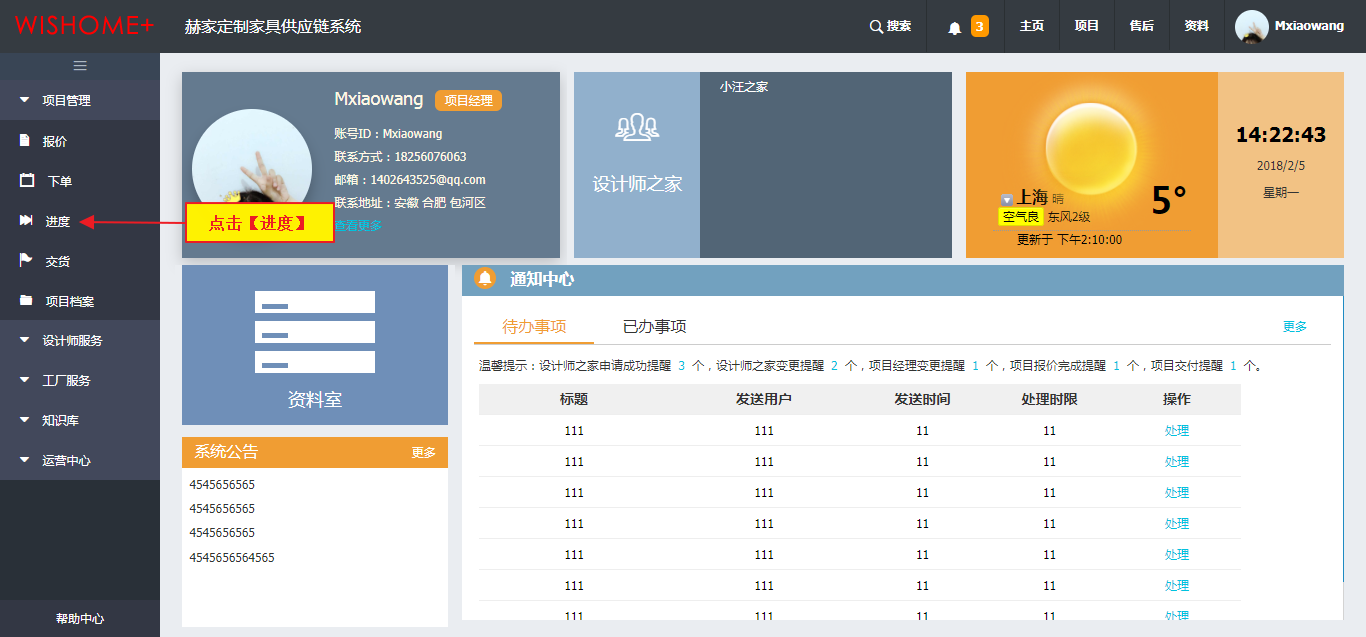 WISHOME+
赫家定制家具供应链系统
搜索
3
主页
项目
售后
资料
Mxiaowang
项目管理
报价
下单
进度
交货
项目档案
设计师服务
工厂服务
知识库
运营中心
帮助中心
Mxiaowang 项目经理
账号ID：Mxiaowang
联系方式：18256076063
邮箱：1402643525@qq.com
联系地址：安徽 合肥 包河区
查看更多
点击【进度】
设计师之家
小汪之家
上海 晴
空气良 东风2级
5°
更新于 下午2:10:00
14:22:43
2018/2/5
星期一
资料室
系统公告 更多
4545656565
4545656565
4545656565
4545656564565
通知中心
待办事项 已办事项 更多
温馨提示：设计师之家申请成功提醒 3 个，设计师之家变更提醒 2 个，项目经理变更提醒 1 个，项目报价完成提醒 1 个，项目交付提醒 1 个。
标题 发送用户 发送时间 处理时限 操作
111 111 11 11 处理
111 111 11 11 处理
111 111 11 11 处理
111 111 11 11 处理
111 111 11 11 处理
111 111 11 11 处理
111 111 11 11 处理